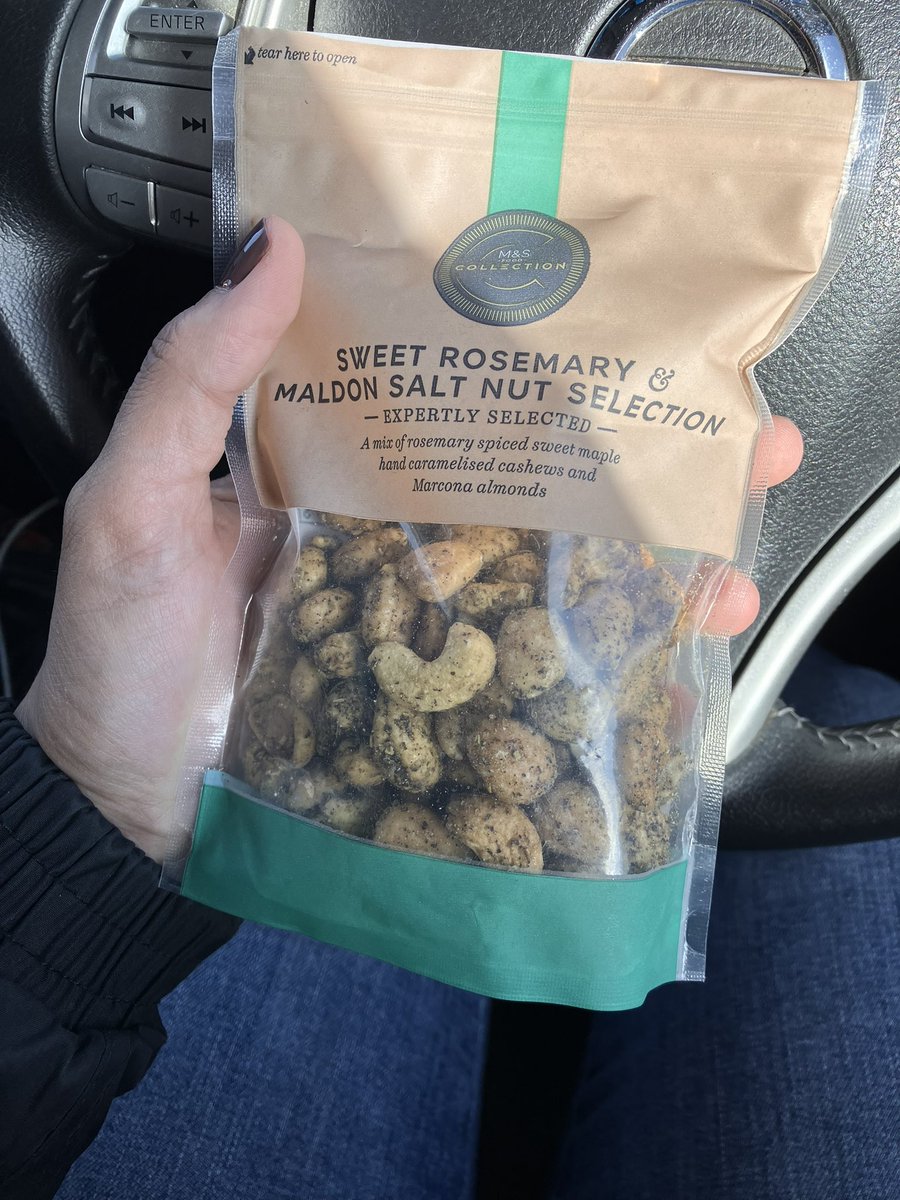 ENTER
tear here to open
M&S
FOOD
COLLECTION
SWEET ROSEMARY &
MALDON SALT NUT SELECTION
— EXPERTLY SELECTED —
A mix of rosemary spiced sweet maple
hand caramelised cashews and
Marcona almonds